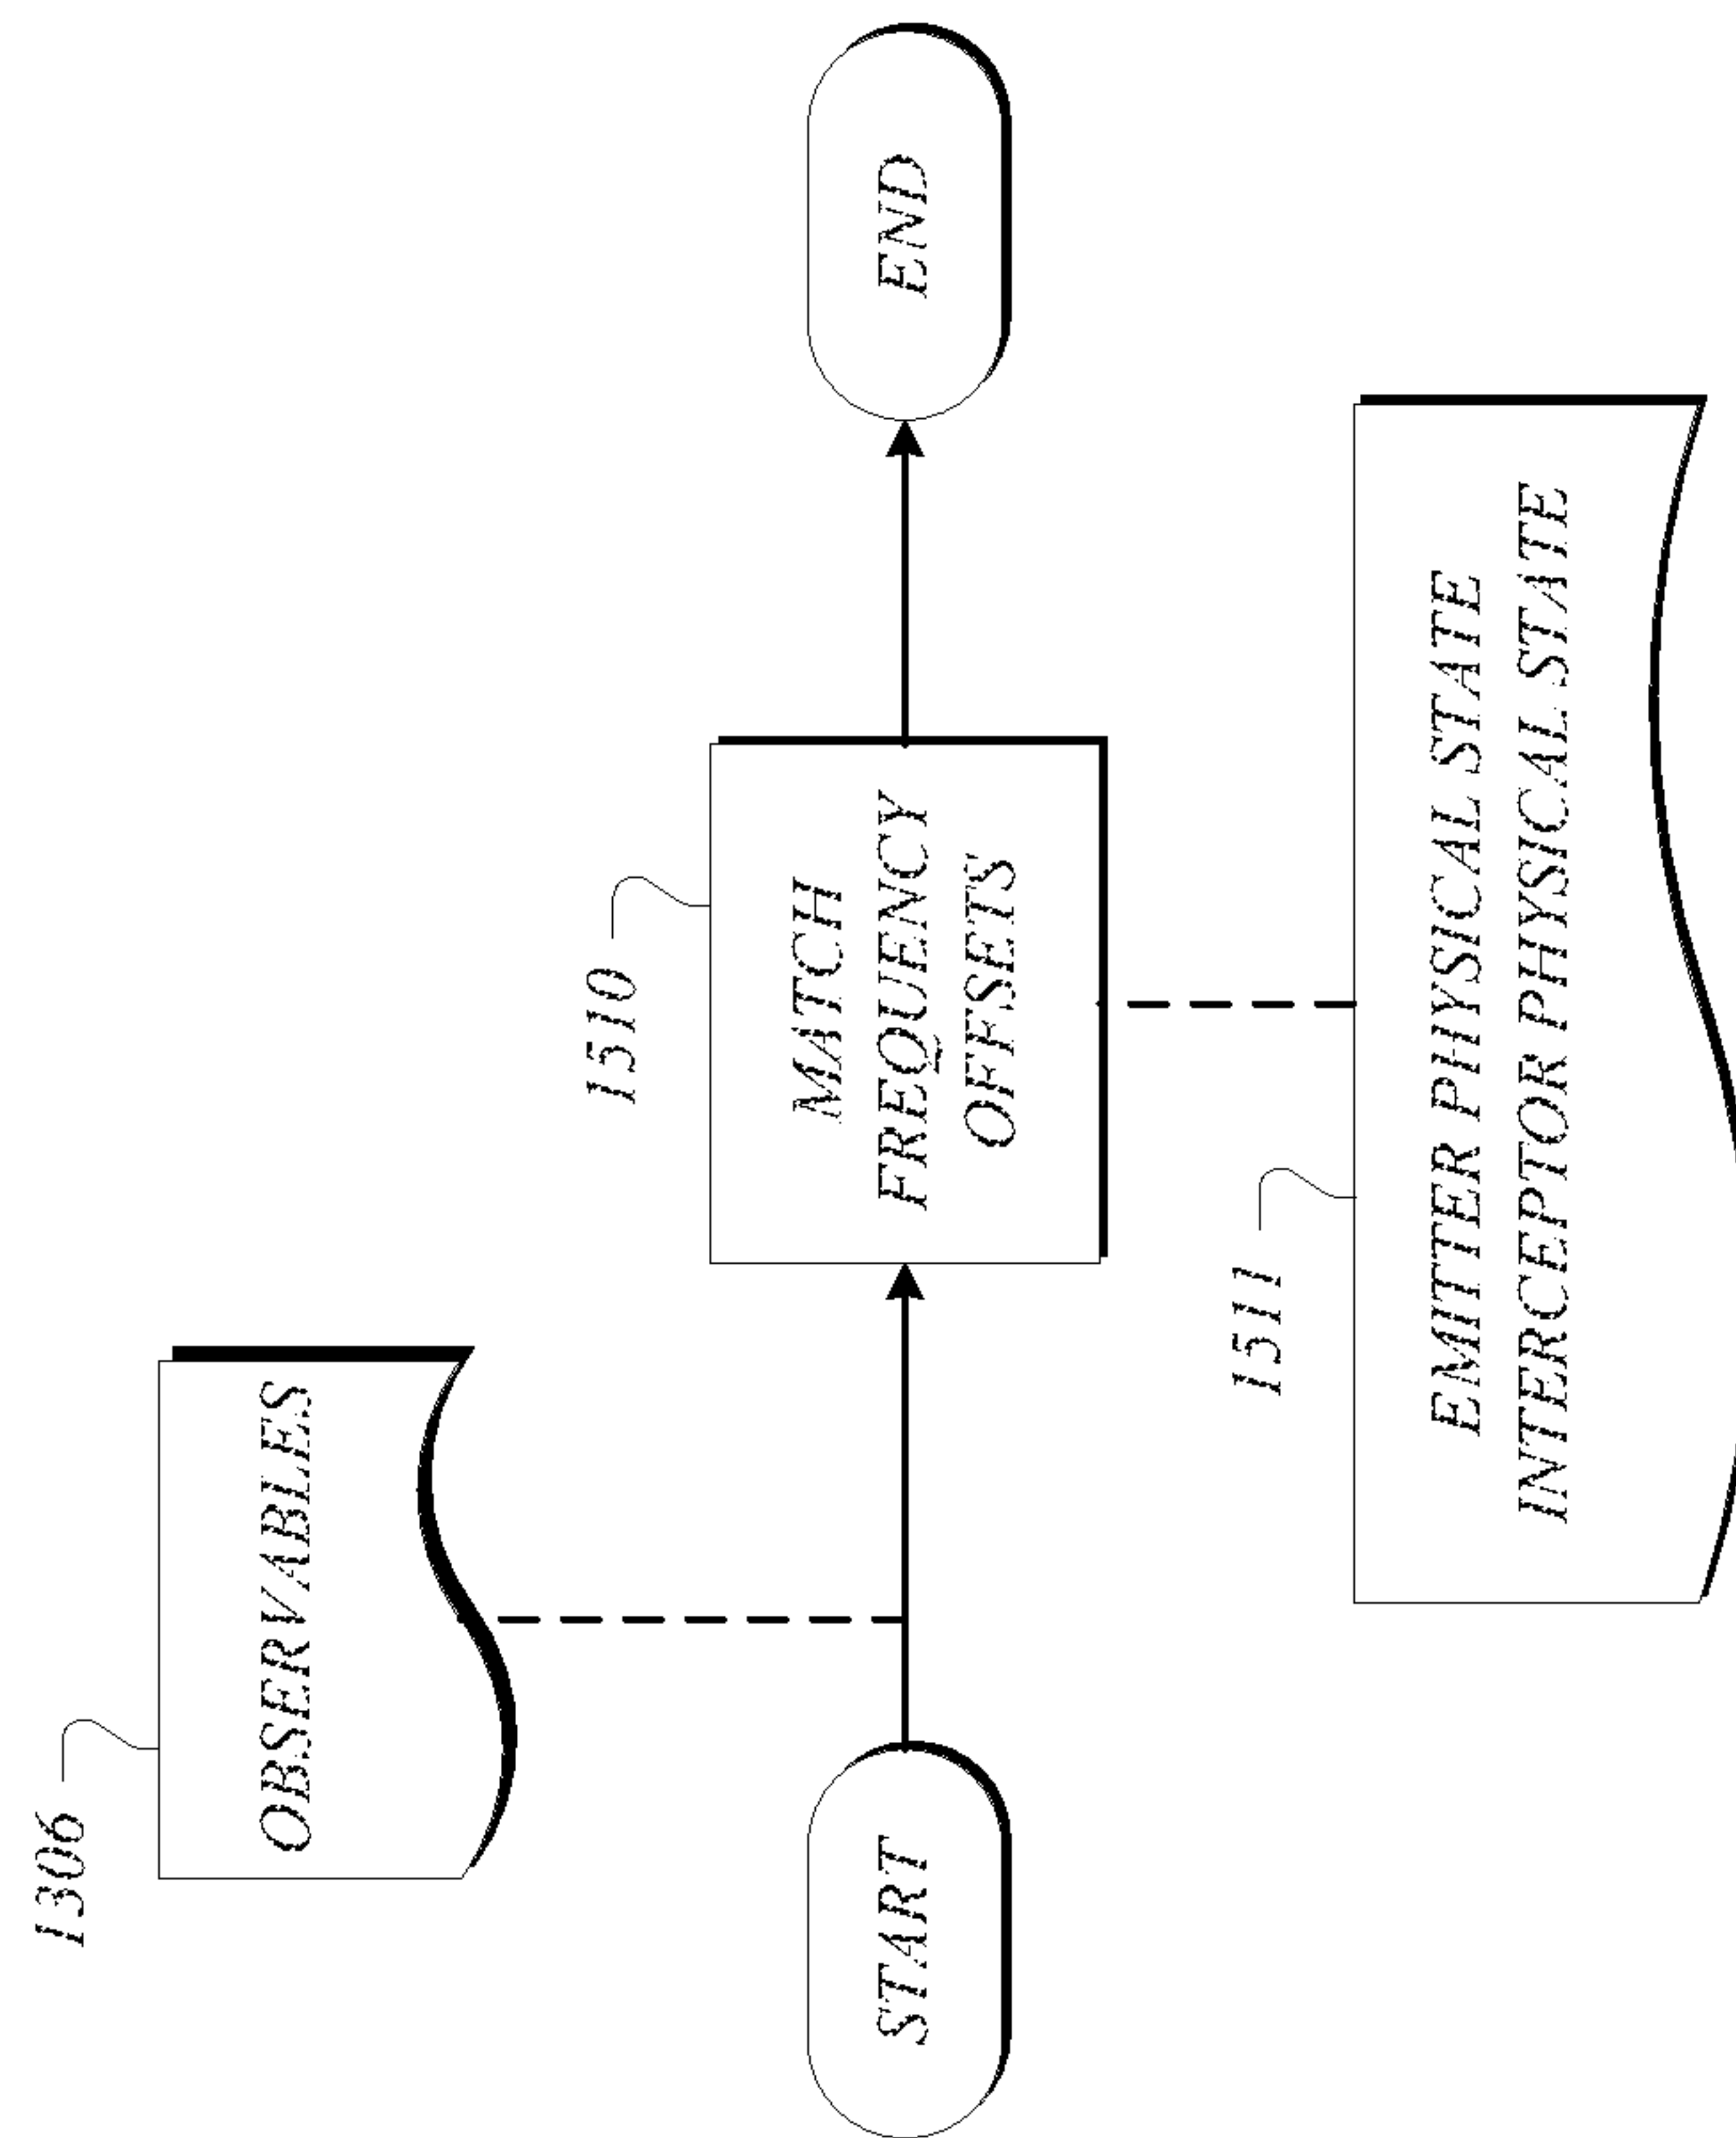 1306
OBSERVABLES
START
1510
MATCH
FREQUENCY
OFFSETS
END
1511
EMITTER PHYSICAL STATE
INTERCEPTOR PHYSICAL STATE